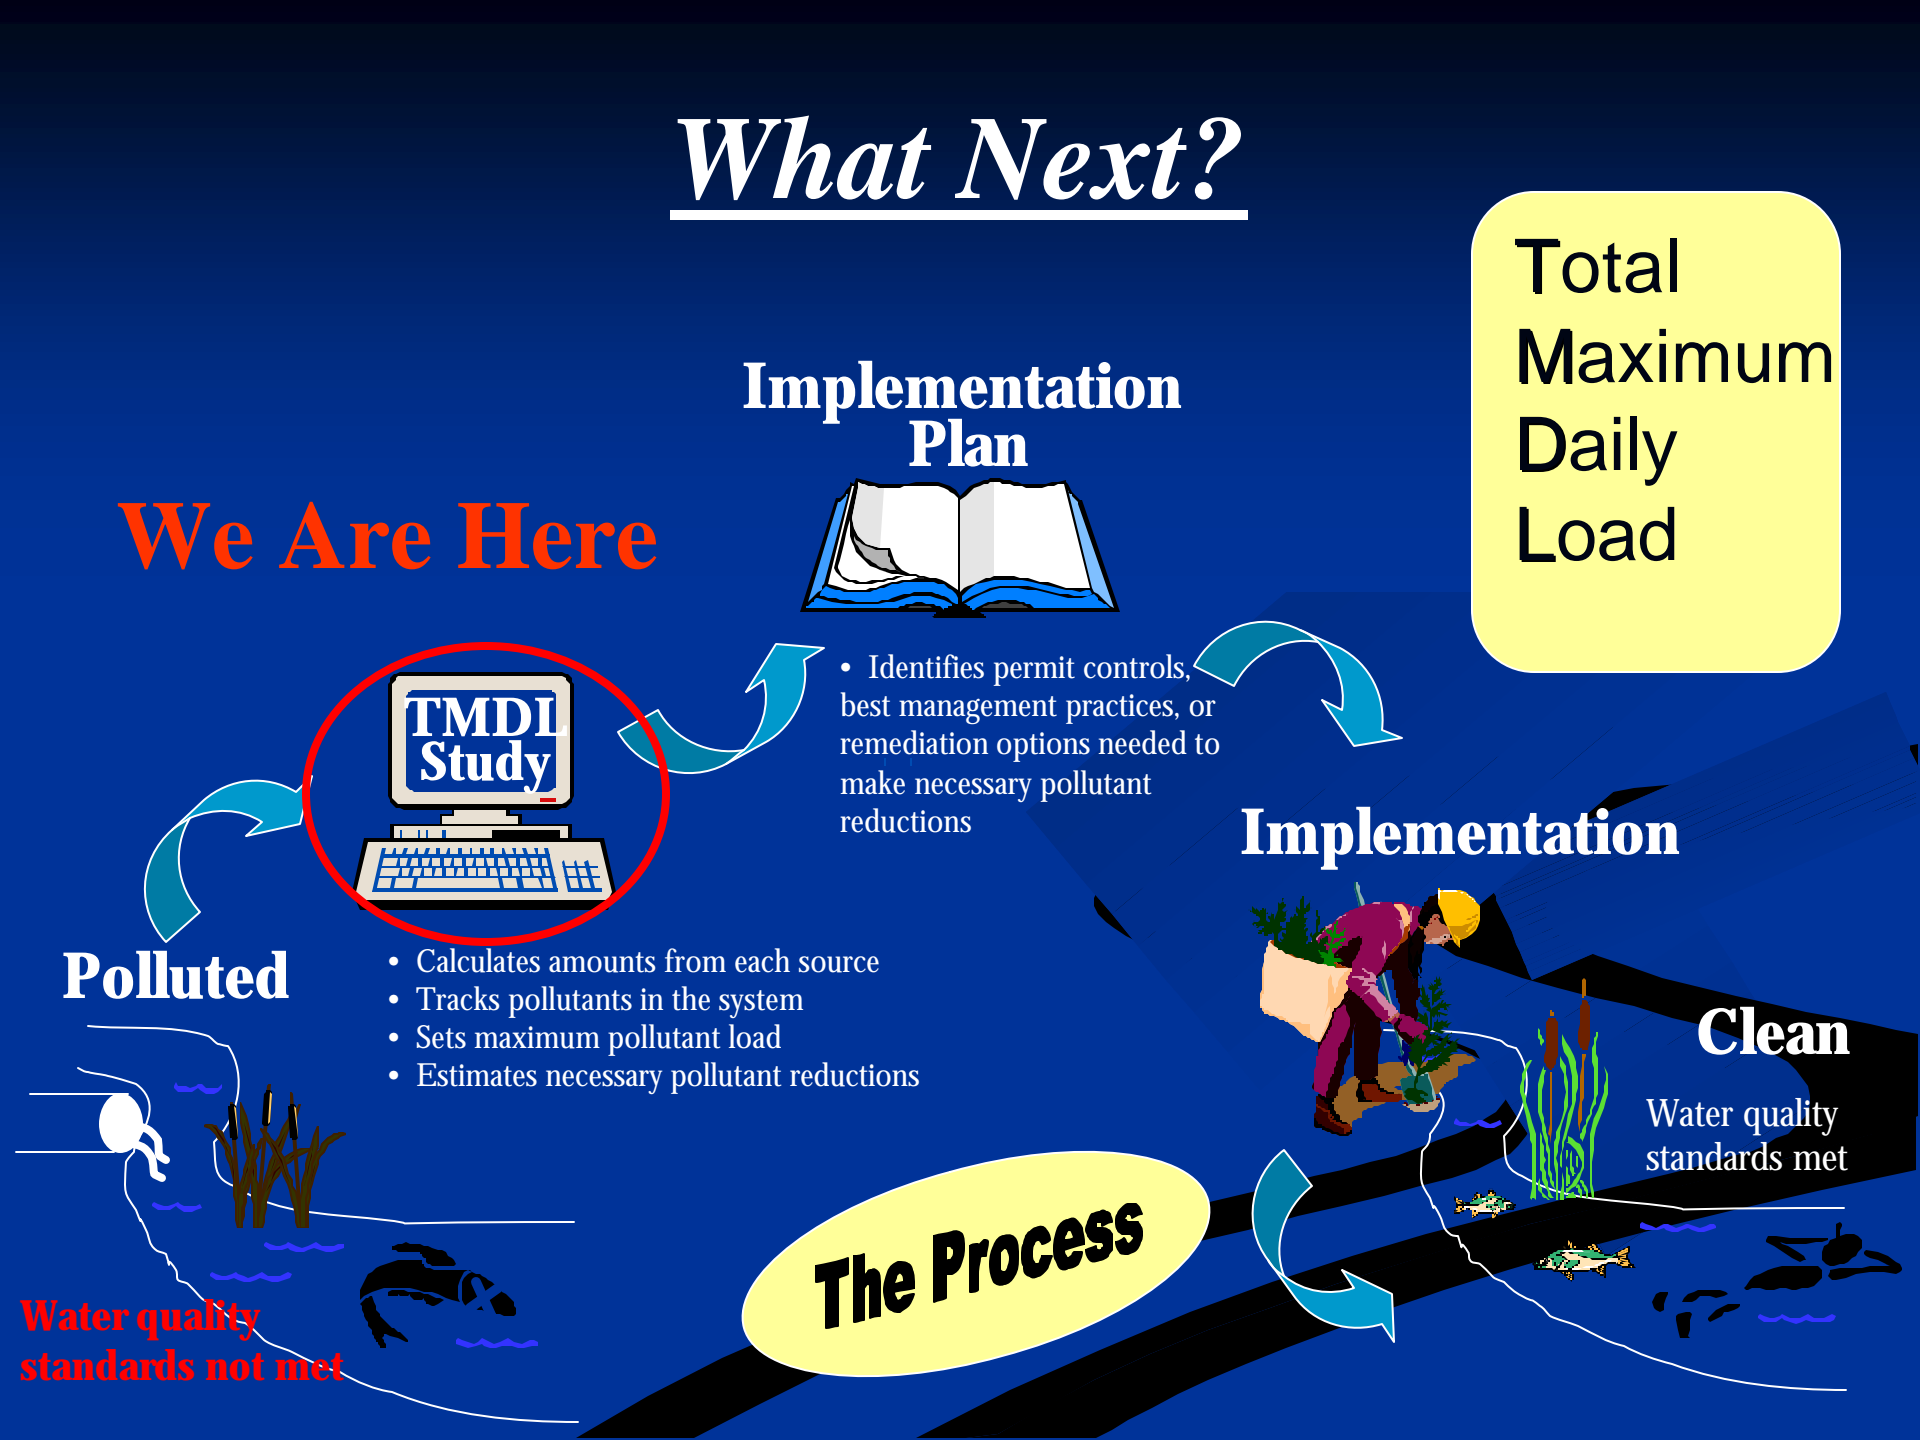 What Next?
Total
Maximum
Daily
Load
Implementation
Plan
We Are Here
TMDL
Study
• Identifies permit controls,
best management practices, or
remediation options needed to
make necessary pollutant
reductions
Implementation
Polluted
• Calculates amounts from each source
• Tracks pollutants in the system
• Sets maximum pollutant load
• Estimates necessary pollutant reductions
Clean
Water quality
standards met
The Process
Water quality
standards not met